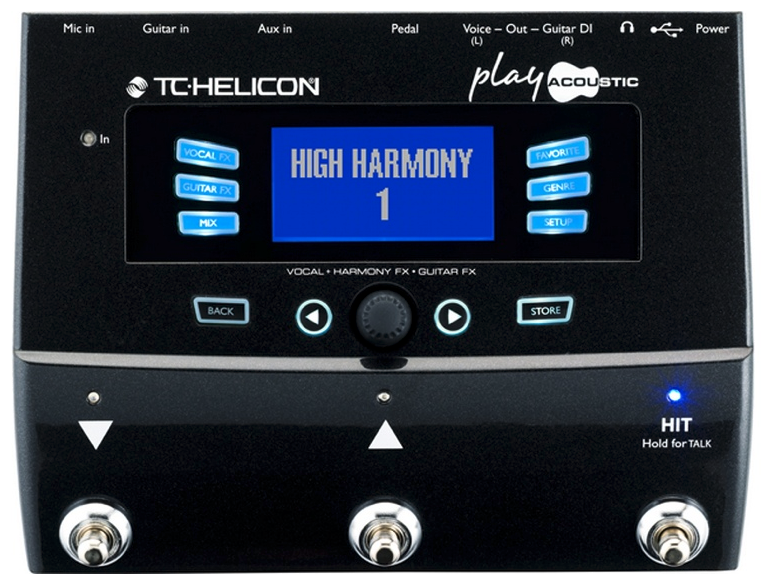 Mic in Guitar in Aux in Pedal Voice – Out – Guitar DI Power
(L) (R)
TC·HELICON®
play ACOUSTIC
In
VOCAL FX
GUITAR FX
MIX
HIGH HARMONY
1
FAVORITE
GENRE
SETUP
VOCAL + HARMONY FX • GUITAR FX
BACK
STORE
HIT
Hold for TALK